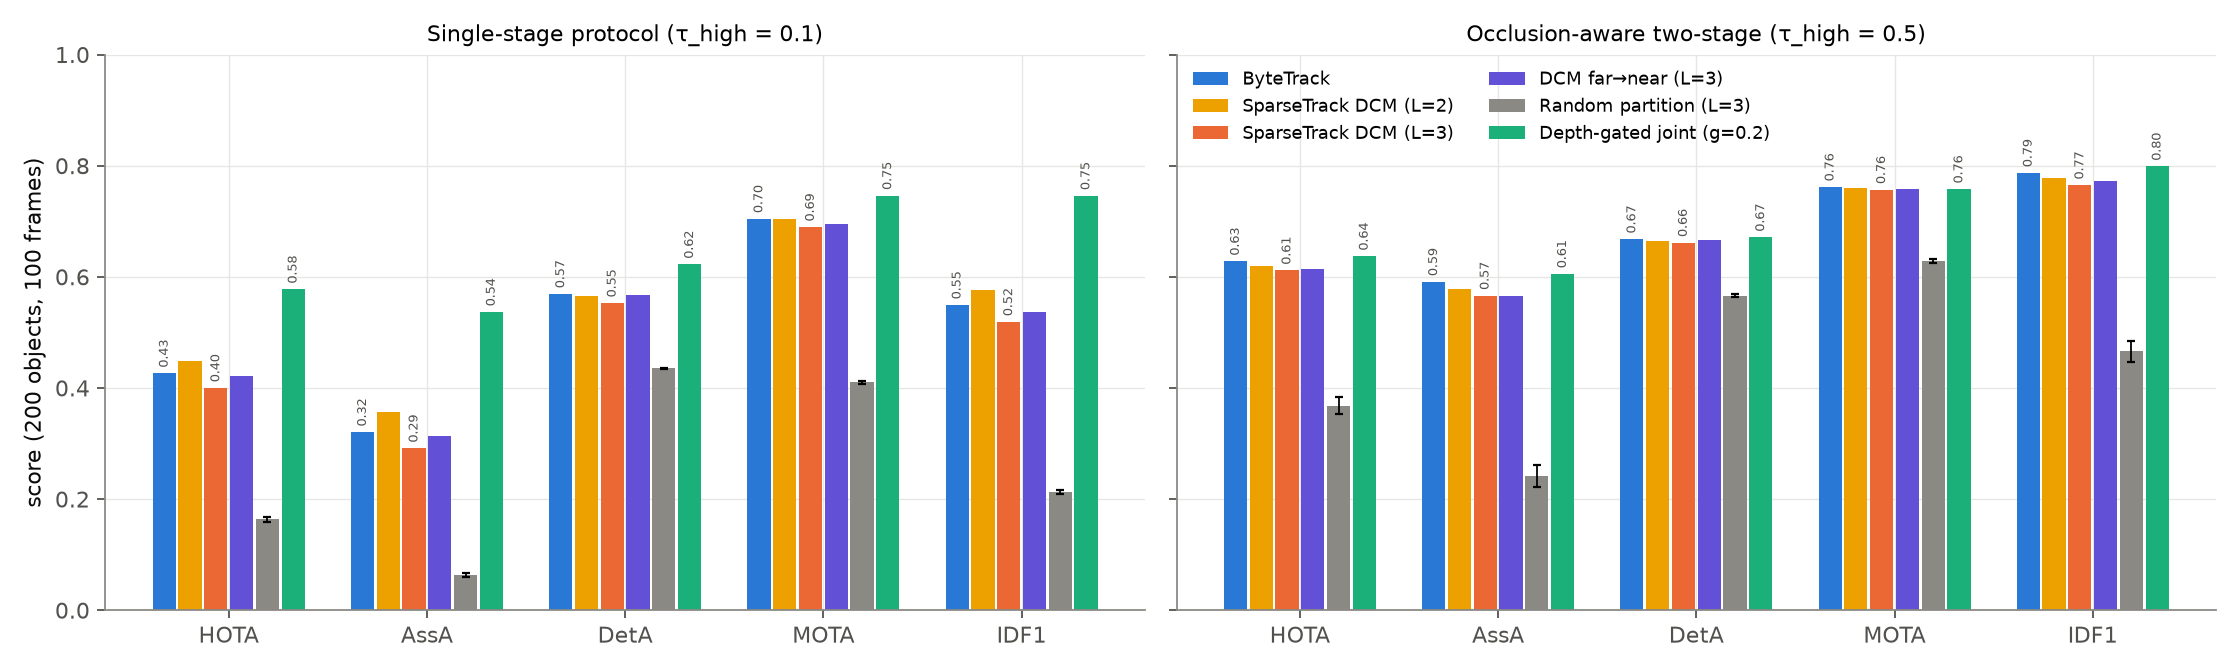 Single-stage protocol (τ_high = 0.1)
score (200 objects, 100 frames)
1.0
0.8
0.6
0.4
0.2
0.0
0.43
0.40
0.58
0.32
0.29
0.54
0.57
0.55
0.62
0.70
0.69
0.75
0.55
0.52
0.75
HOTA
AssA
DetA
MOTA
IDF1
Occlusion-aware two-stage (τ_high = 0.5)
ByteTrack
SparseTrack DCM (L=2)
SparseTrack DCM (L=3)
DCM far→near (L=3)
Random partition (L=3)
Depth-gated joint (g=0.2)
0.63
0.61
0.64
0.59
0.57
0.61
0.67
0.66
0.67
0.76
0.76
0.76
0.79
0.77
0.80
HOTA
AssA
DetA
MOTA
IDF1